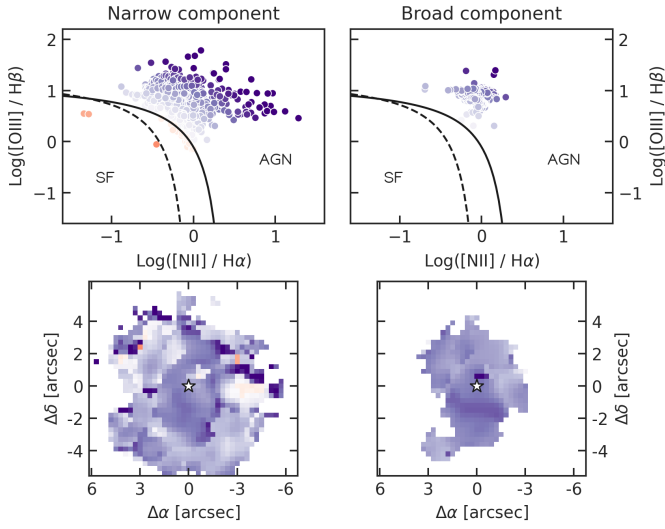 Narrow component
Broad component
Log([OIII] / Hβ)
2
1
0
−1
SF
AGN
−1
0
1
Log([NII] / Hα)
SF
AGN
−1
0
1
Log([NII] / Hα)
2
1
0
−1
Log([OIII] / Hβ)
Δδ [arcsec]
4
2
0
-2
-4
6
3
0
-3
-6
Δα [arcsec]
6
3
0
-3
-6
Δα [arcsec]
4
2
0
-2
-4
Δδ [arcsec]